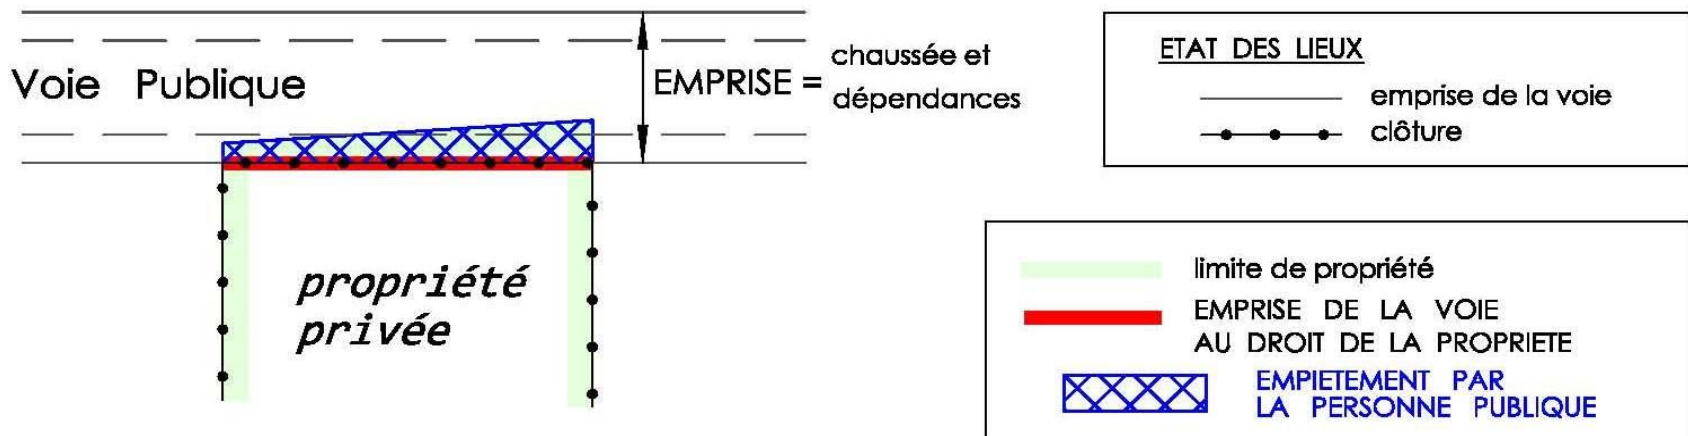 Voie Publique
EMPRISE = chaussée et
dépendances
propriété
privée
ETAT DES LIEUX
emprise de la voie
clôture
limite de propriété
EMPRISE DE LA VOIE
AU DROIT DE LA PROPRIETE
EMPIETEMENT PAR
LA PERSONNE PUBLIQUE